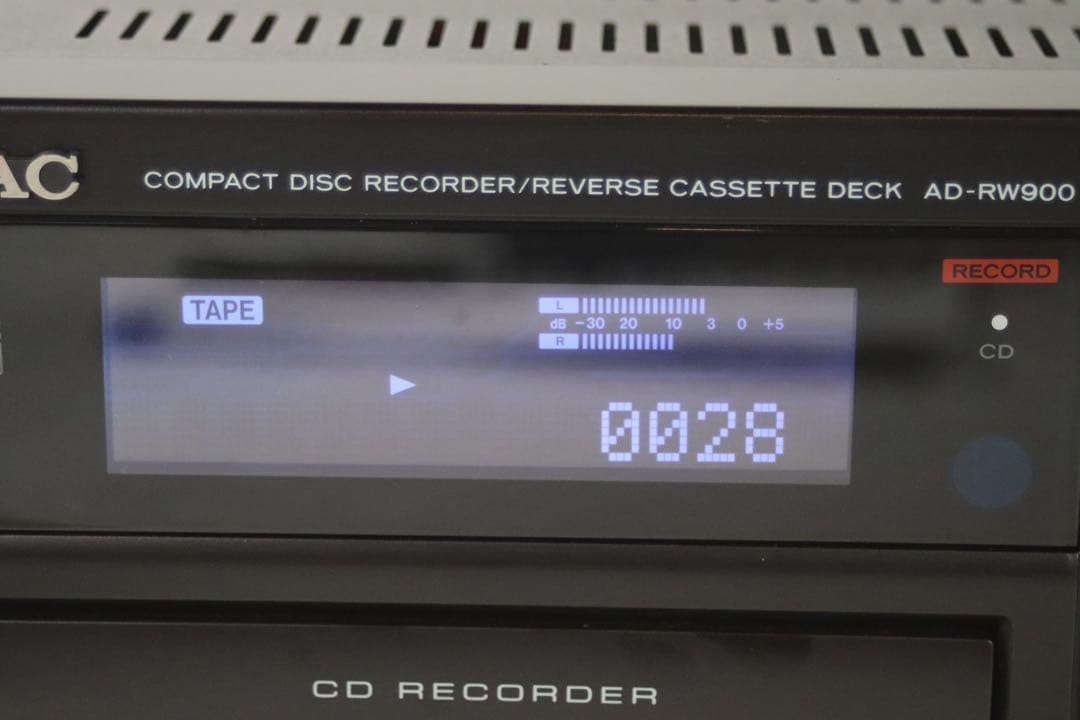 AC
COMPACT DISC RECORDER/REVERSE CASSETTE DECK AD-RW900
RECORD
TAPE
L
dB -30 20 10 3 0 +5
R
CD
0028
CD RECORDER